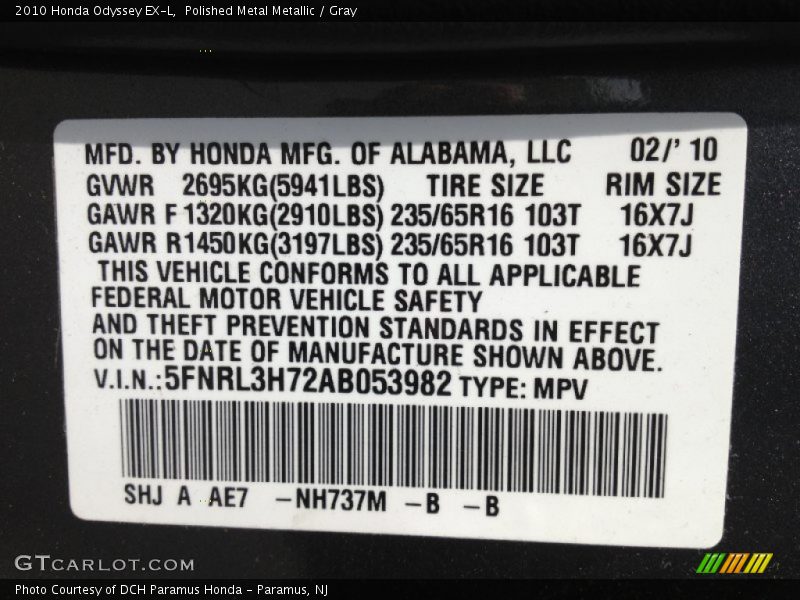 2010 Honda Odyssey EX-L, Polished Metal Metallic / Gray
MFD. BY HONDA MFG. OF ALABAMA, LLC 02/' 10
GVWR 2695KG(5941LBS) TIRE SIZE RIM SIZE
GAWR F 1320KG(2910LBS) 235/65R16 103T 16X7J
GAWR R1450KG(3197LBS) 235/65R16 103T 16X7J
THIS VEHICLE CONFORMS TO ALL APPLICABLE
FEDERAL MOTOR VEHICLE SAFETY
AND THEFT PREVENTION STANDARDS IN EFFECT
ON THE DATE OF MANUFACTURE SHOWN ABOVE.
V.I.N.:5FNRL3H72AB053982 TYPE: MPV
SHJ A AE7 -NH737M -B -B
GTCARLOT.COM
Photo Courtesy of DCH Paramus Honda - Paramus, NJ